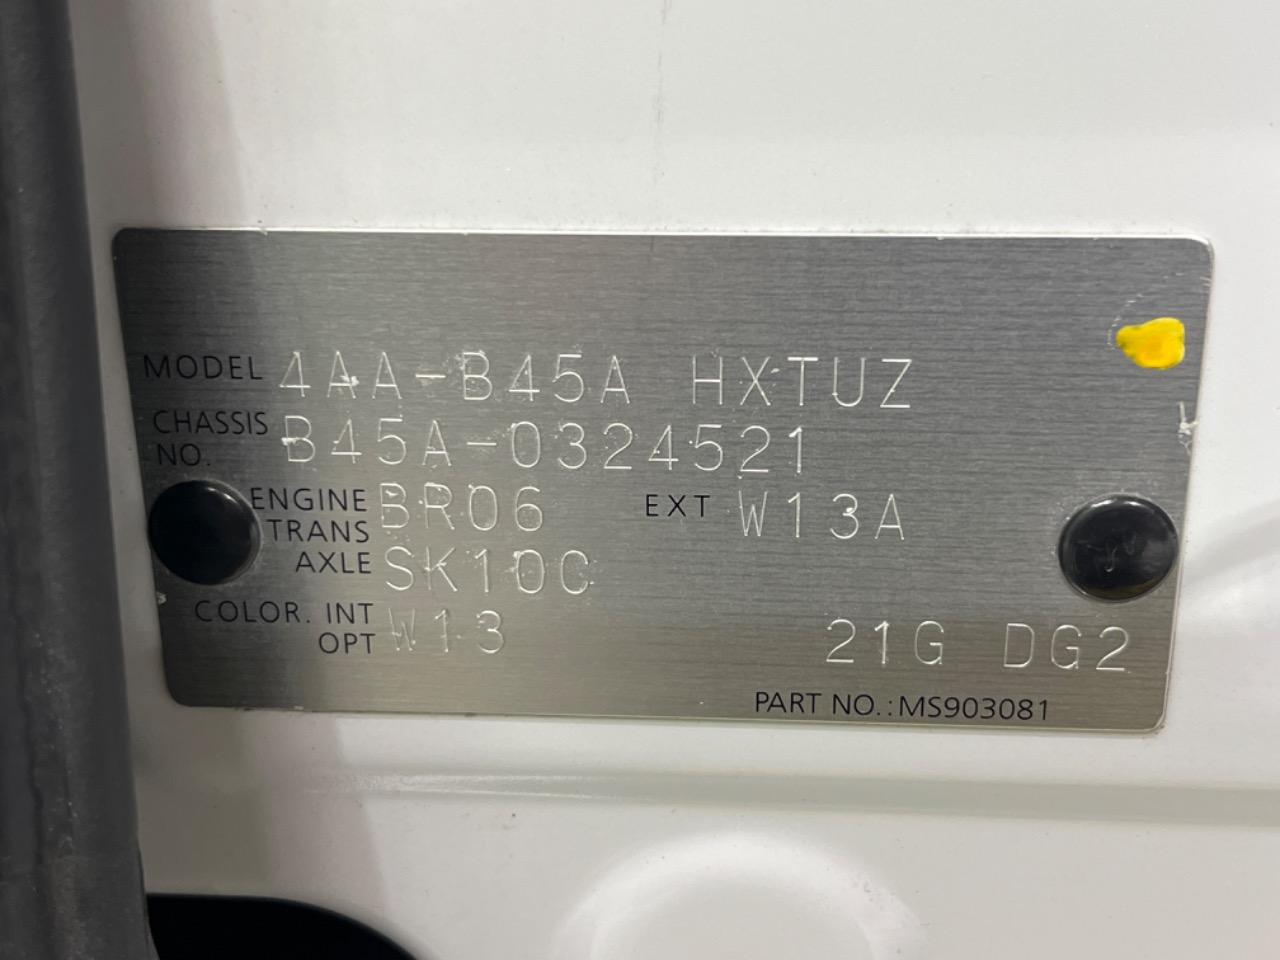 MODEL 4AA-B45A HXTUZ
CHASSIS NO. B45A-0324521
ENGINE BR06 EXT W13A
TRANS AXLE SK10C
COLOR. INT OPT W13 21G DG2
PART NO.:MS903081